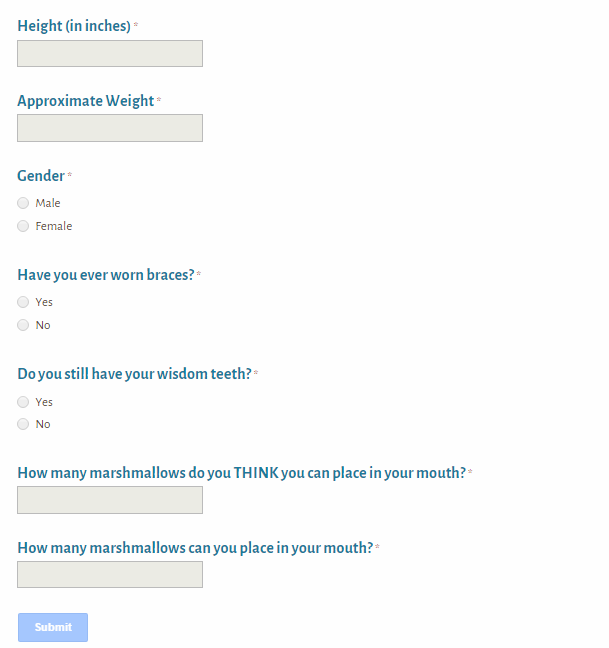 Height (in inches) *
Approximate Weight *
Gender *
Male
Female
Have you ever worn braces? *
Yes
No
Do you still have your wisdom teeth? *
Yes
No
How many marshmallows do you THINK you can place in your mouth? *
How many marshmallows can you place in your mouth? *
Submit